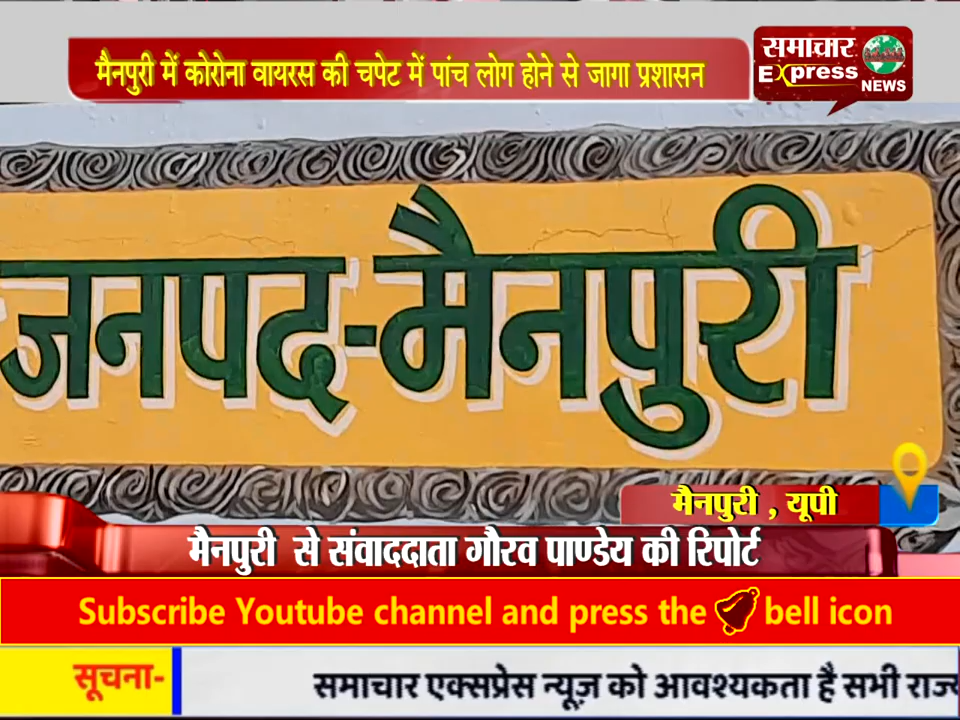 मैनपुरी में कोरोना वायरस की चपेट में पांच लोग होने से जागा प्रशासन
समाचार
Express
NEWS
जनपद-मैनपुरी
मैनपुरी , यूपी
मैनपुरी से संवाददाता गौरव पाण्डेय की रिपोर्ट
Subscribe Youtube channel and press the bell icon
सूचना- समाचार एक्सप्रेस न्यूज़ को आवश्यकता है सभी राज्